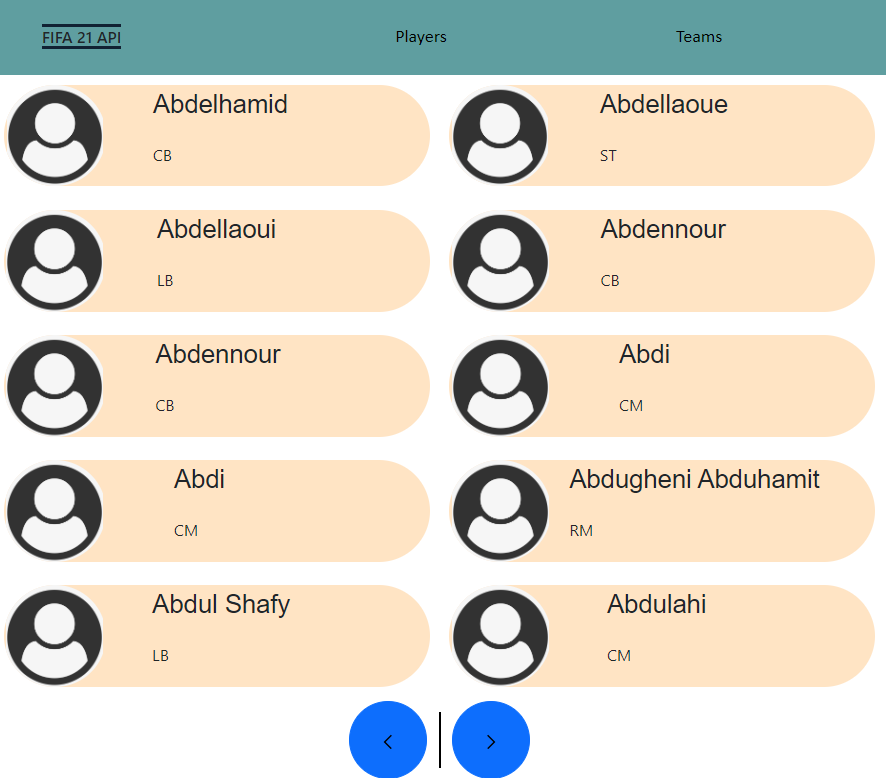 FIFA 21 API
Players
Teams
Abdelhamid
CB
Abdellaoue
ST
Abdellaoui
LB
Abdennour
CB
Abdennour
CB
Abdi
CM
Abdi
CM
Abdugheni Abduhamit
RM
Abdul Shafy
LB
Abdulahi
CM